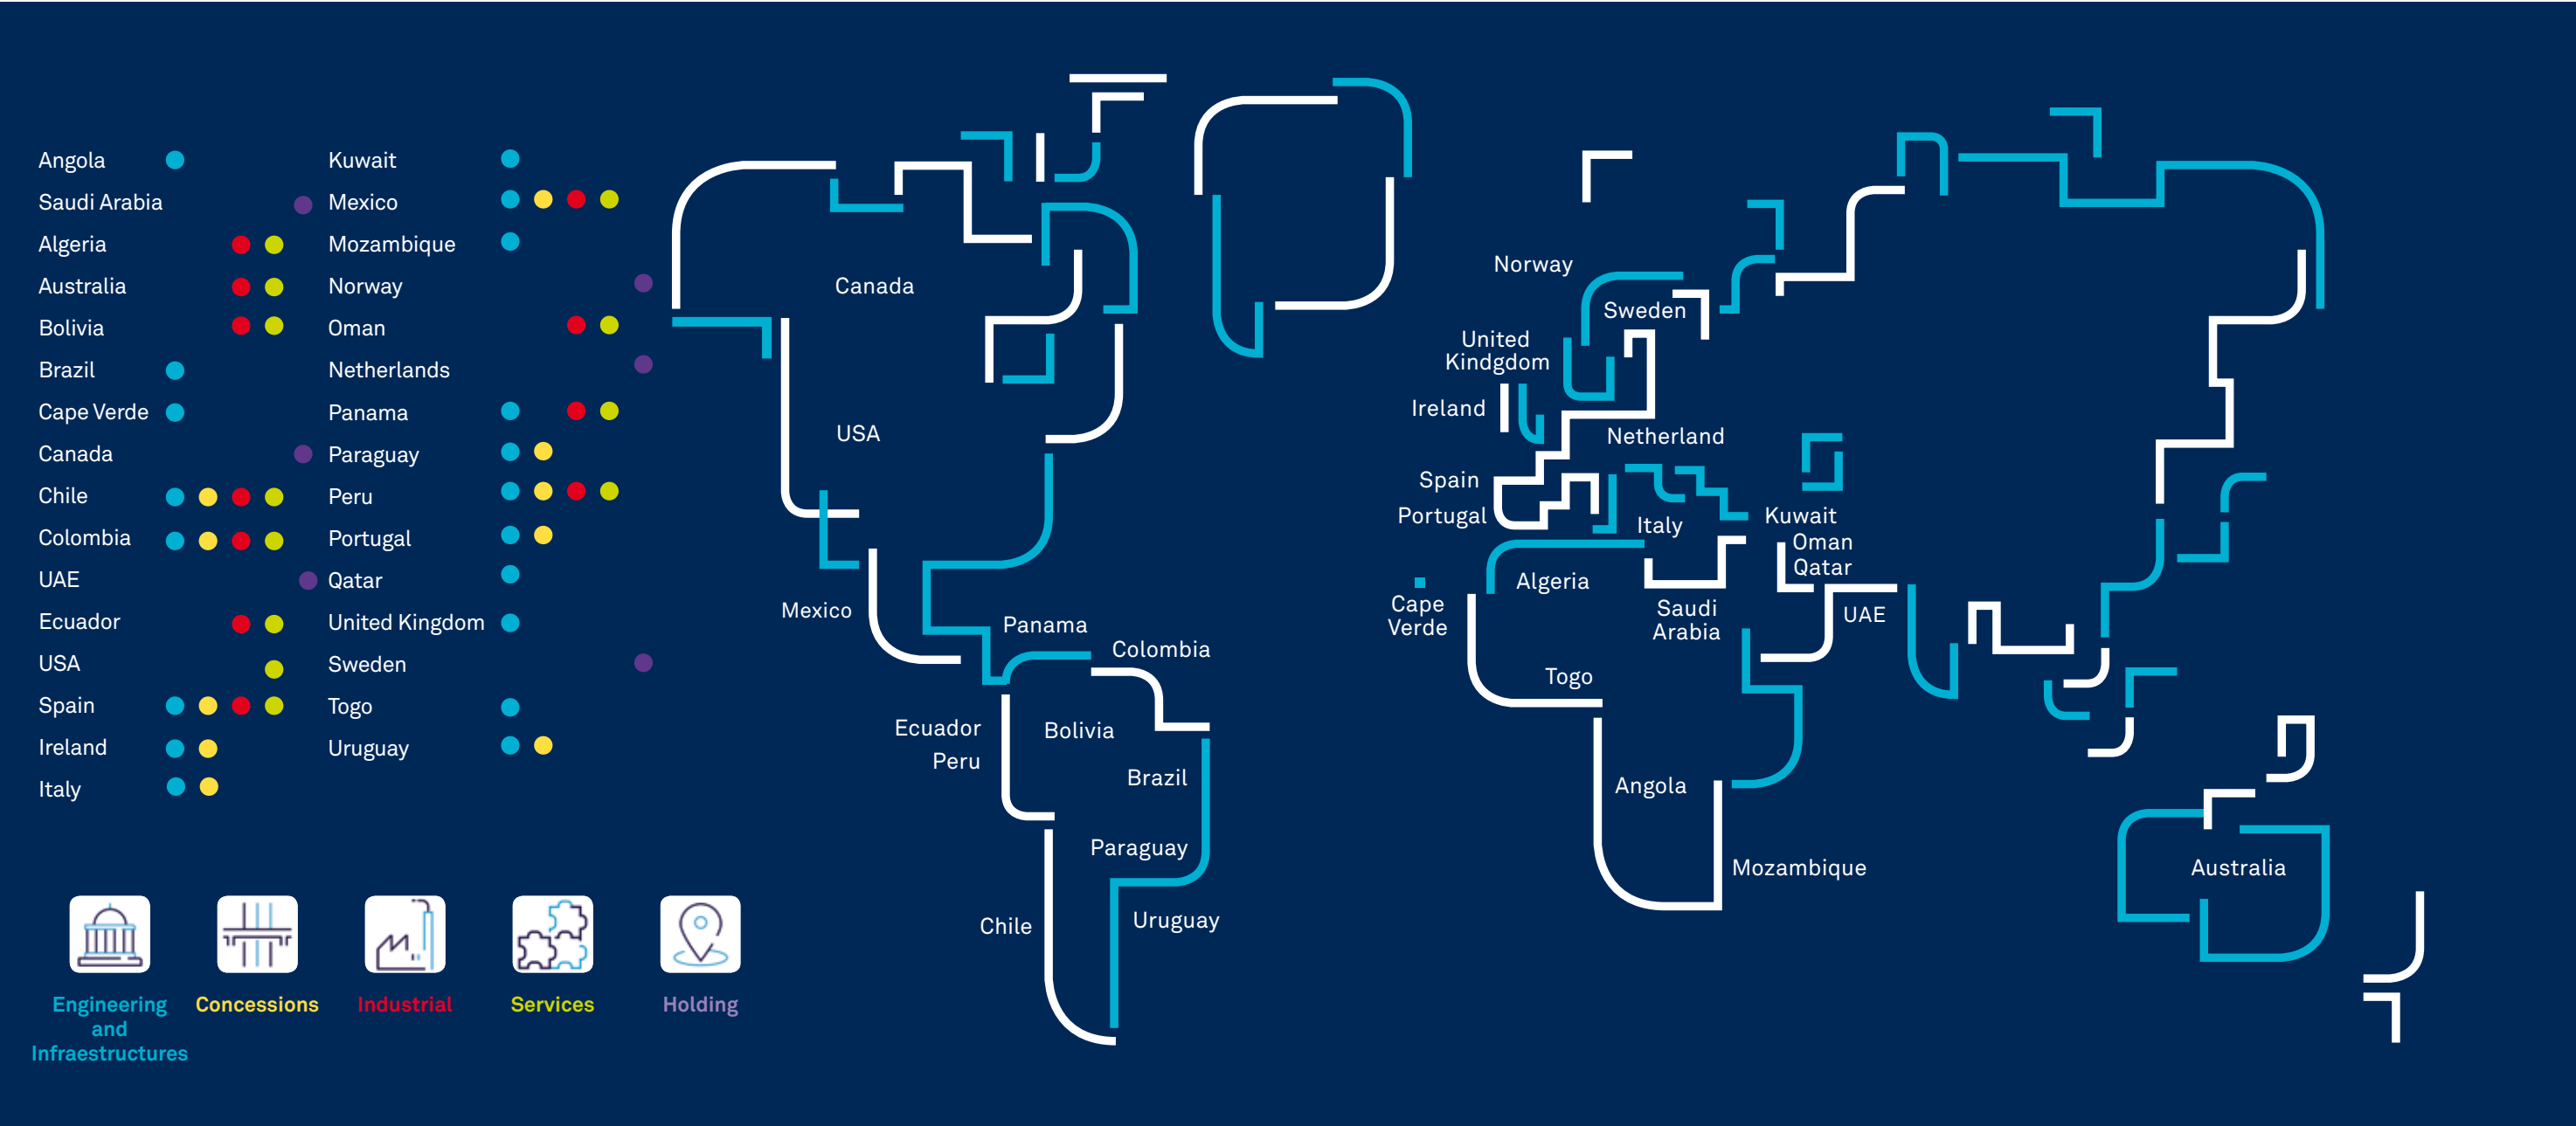 Angola
Saudi Arabia
Algeria
Australia
Bolivia
Brazil
Cape Verde
Canada
Chile
Colombia
UAE
Ecuador
USA
Spain
Ireland
Italy
Kuwait
Mexico
Mozambique
Norway
Oman
Netherlands
Panama
Paraguay
Peru
Portugal
Qatar
United Kingdom
Sweden
Togo
Uruguay
Engineering
and
Infraestructures
Concessions
Industrial
Services
Holding
Canada
USA
Mexico
Panama
Colombia
Ecuador
Peru
Bolivia
Brazil
Paraguay
Chile
Uruguay
Norway
Sweden
United
Kindgdom
Ireland
Netherland
Spain
Portugal
Italy
Kuwait
Oman
Qatar
Algeria
Cape
Verde
Saudi
Arabia
UAE
Togo
Angola
Mozambique
Australia